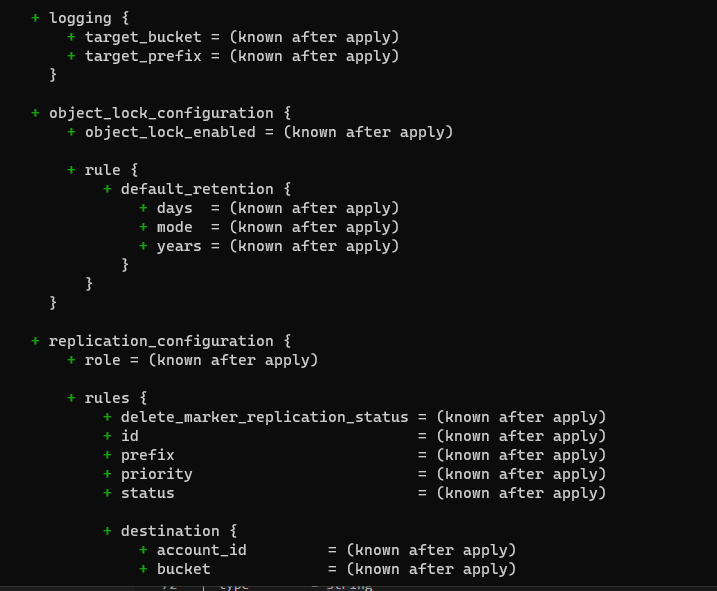 + logging {
    + target_bucket = (known after apply)
    + target_prefix = (known after apply)
  }
+ object_lock_configuration {
    + object_lock_enabled = (known after apply)
    + rule {
        + default_retention {
            + days  = (known after apply)
            + mode  = (known after apply)
            + years = (known after apply)
          }
      }
  }
+ replication_configuration {
    + role = (known after apply)
    + rules {
        + delete_marker_replication_status = (known after apply)
        + id                               = (known after apply)
        + prefix                           = (known after apply)
        + priority                         = (known after apply)
        + status                           = (known after apply)
        + destination {
            + account_id         = (known after apply)
            + bucket             = (known after apply)
type = string